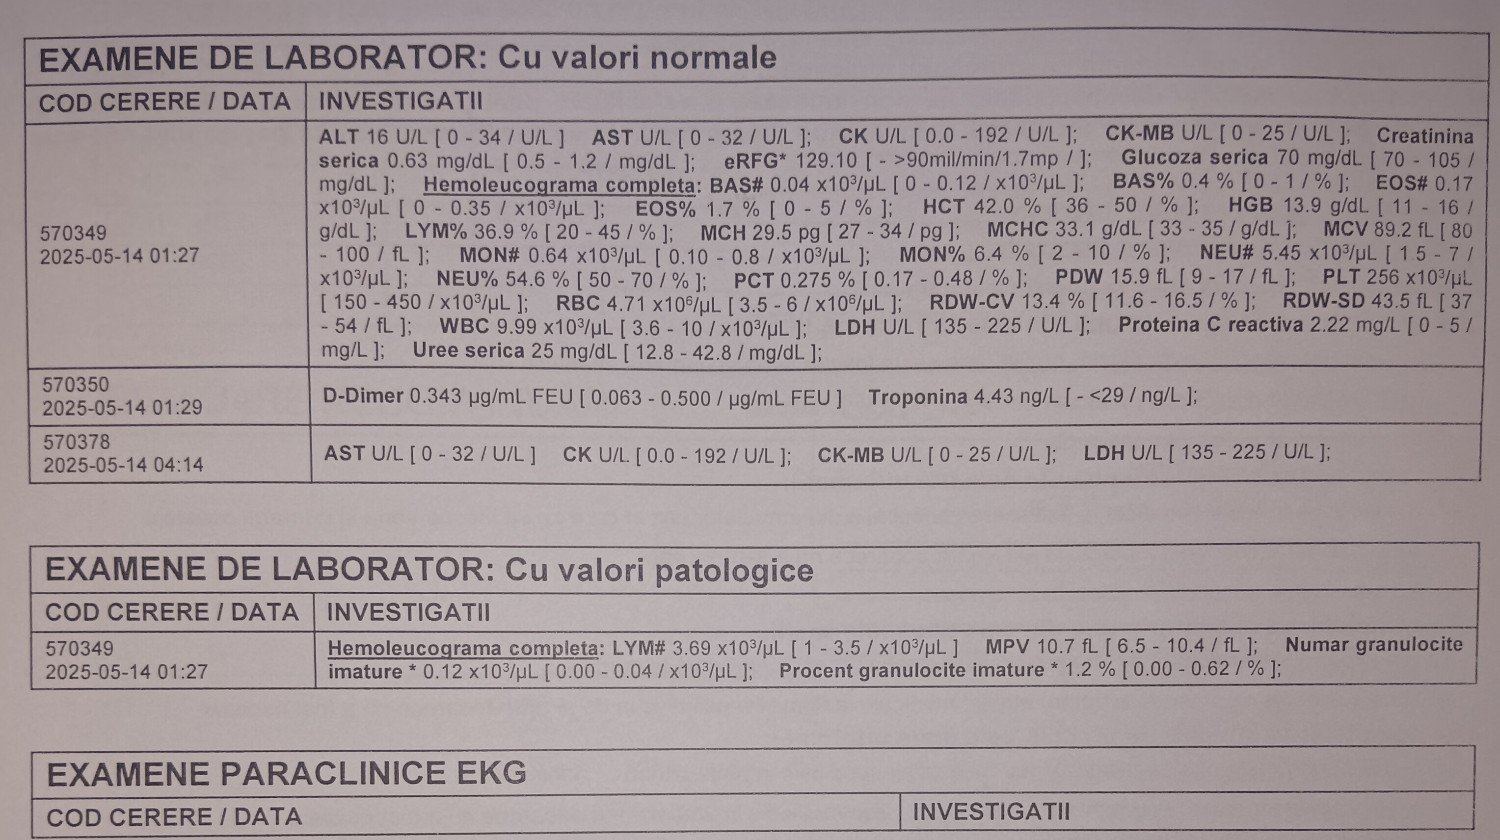 EXAMENE DE LABORATOR: Cu valori normale
COD CERERE / DATA INVESTIGATII
570349
2025-05-14 01:27
ALT 16 U/L [ 0 - 34 / U/L ] AST U/L [ 0 - 32 / U/L ]; CK U/L [ 0.0 - 192 / U/L ]; CK-MB U/L [ 0 - 25 / U/L ]; Creatinina
serica 0.63 mg/dL [ 0.5 - 1.2 / mg/dL ]; eRFG* 129.10 [ - >90mil/min/1.7mp / ]; Glucoza serica 70 mg/dL [ 70 - 105 /
mg/dL ]; Hemoleucograma completa: BAS# 0.04 x10³/µL [ 0 - 0.12 / x10³/µL ]; BAS% 0.4 % [ 0 - 1 / % ]; EOS# 0.17
x10³/µL [ 0 - 0.35 / x10³/µL ]; EOS% 1.7 % [ 0 - 5 / % ]; HCT 42.0 % [ 36 - 50 / % ]; HGB 13.9 g/dL [ 11 - 16 /
g/dL ]; LYM% 36.9 % [ 20 - 45 / % ]; MCH 29.5 pg [ 27 - 34 / pg ]; MCHC 33.1 g/dL [ 33 - 35 / g/dL ]; MCV 89.2 fL [ 80
- 100 / fL ]; MON# 0.64 x10³/µL [ 0.10 - 0.8 / x10³/µL ]; MON% 6.4 % [ 2 - 10 / % ]; NEU# 5.45 x10³/µL [ 1.5 - 7 /
x10³/µL ]; NEU% 54.6 % [ 50 - 70 / % ]; PCT 0.275 % [ 0.17 - 0.48 / % ]; PDW 15.9 fL [ 9 - 17 / fL ]; PLT 256 x10³/µL
[ 150 - 450 / x10³/µL ]; RBC 4.71 x10⁶/µL [ 3.5 - 6 / x10⁶/µL ]; RDW-CV 13.4 % [ 11.6 - 16.5 / % ]; RDW-SD 43.5 fL [ 37
- 54 / fL ]; WBC 9.99 x10³/µL [ 3.6 - 10 / x10³/µL ]; LDH U/L [ 135 - 225 / U/L ]; Proteina C reactiva 2.22 mg/L [ 0 - 5 /
mg/L ]; Uree serica 25 mg/dL [ 12.8 - 42.8 / mg/dL ];
570350
2025-05-14 01:29
D-Dimer 0.343 µg/mL FEU [ 0.063 - 0.500 / µg/mL FEU ] Troponina 4.43 ng/L [ - <29 / ng/L ];
570378
2025-05-14 04:14
AST U/L [ 0 - 32 / U/L ] CK U/L [ 0.0 - 192 / U/L ]; CK-MB U/L [ 0 - 25 / U/L ]; LDH U/L [ 135 - 225 / U/L ];
EXAMENE DE LABORATOR: Cu valori patologice
COD CERERE / DATA INVESTIGATII
570349
2025-05-14 01:27
Hemoleucograma completa: LYM# 3.69 x10³/µL [ 1 - 3.5 / x10³/µL ] MPV 10.7 fL [ 6.5 - 10.4 / fL ]; Numar granulocite
imature * 0.12 x10³/µL [ 0.00 - 0.04 / x10³/µL ]; Procent granulocite imature * 1.2 % [ 0.00 - 0.62 / % ];
EXAMENE PARACLINICE EKG
COD CERERE / DATA INVESTIGATII